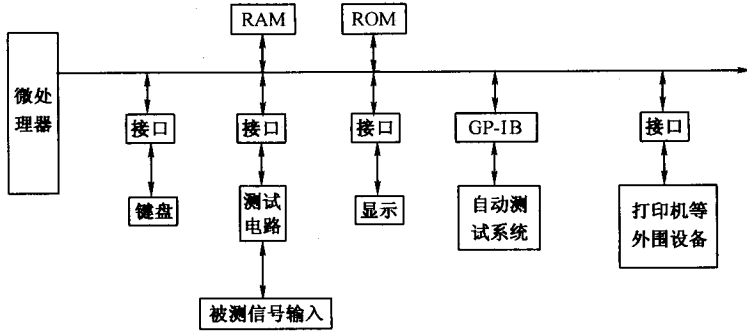 RAM
ROM
微处
理器
接口
接口
接口
GP-IB
接口
键盘
测试
电路
显示
自动测
试系统
打印机等
外围设备
被测信号输入